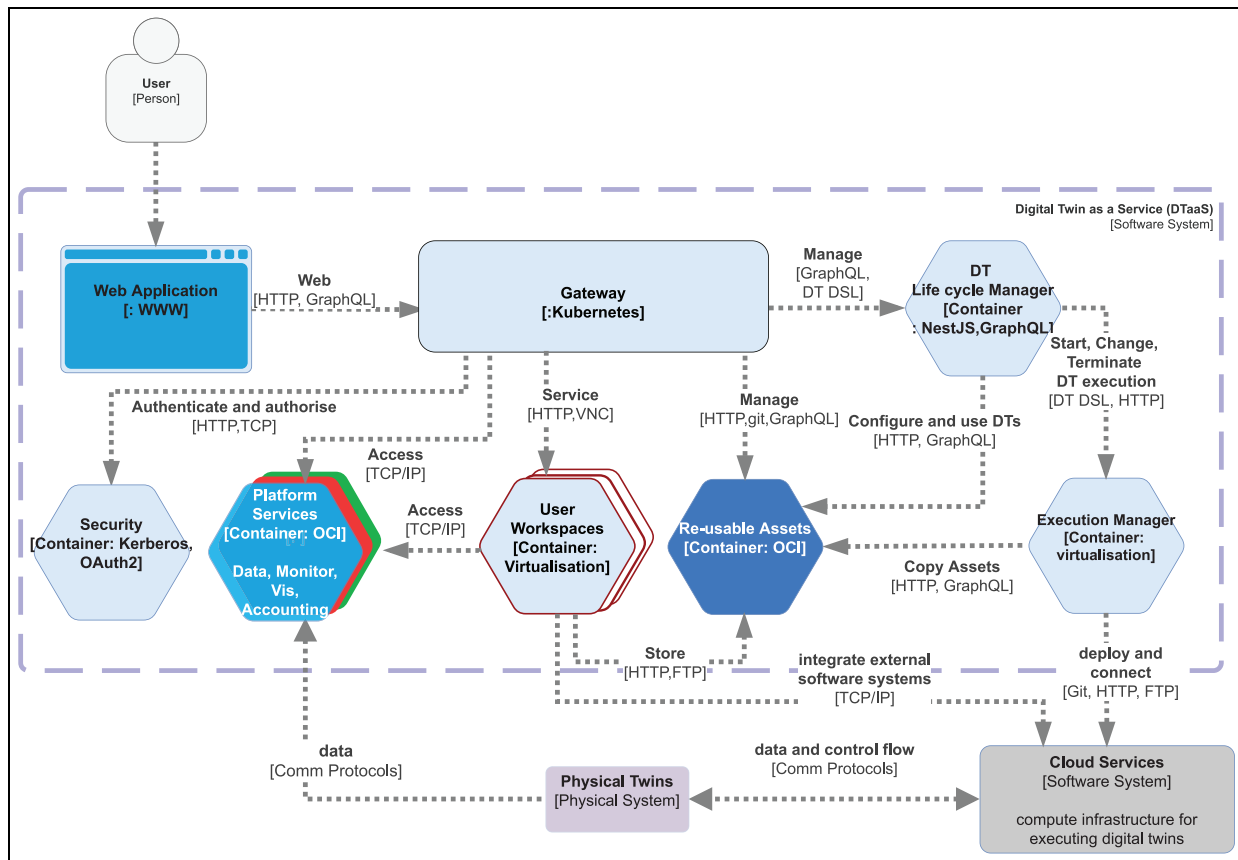 User
[Person]
Digital Twin as a Service (DTaaS)
[Software System]
Web Application
[: WWW]
Web
[HTTP, GraphQL]
Gateway
[:Kubernetes]
Manage
[GraphQL,
DT DSL]
DT
Life cycle Manager
[Container
: NestJS,GraphQL]
Start, Change,
Terminate
DT execution
[DT DSL, HTTP]
Authenticate and authorise
[HTTP,TCP]
Service
[HTTP,VNC]
Manage
[HTTP,git,GraphQL]
Configure and use DTs
[HTTP, GraphQL]
Access
[TCP/IP]
Security
[Container: Kerberos,
OAuth2]
Platform
Services
[Container: OCI]
Data, Monitor,
Vis,
Accounting
Access
[TCP/IP]
User
Workspaces
[Container:
Virtualisation]
Re-usable Assets
[Container: OCI]
Execution Manager
[Container:
virtualisation]
Copy Assets
[HTTP, GraphQL]
Store
[HTTP,FTP]
integrate external
software systems
[TCP/IP]
deploy and
connect
[Git, HTTP, FTP]
data
[Comm Protocols]
Physical Twins
[Physical System]
data and control flow
[Comm Protocols]
Cloud Services
[Software System]
compute infrastructure for
executing digital twins